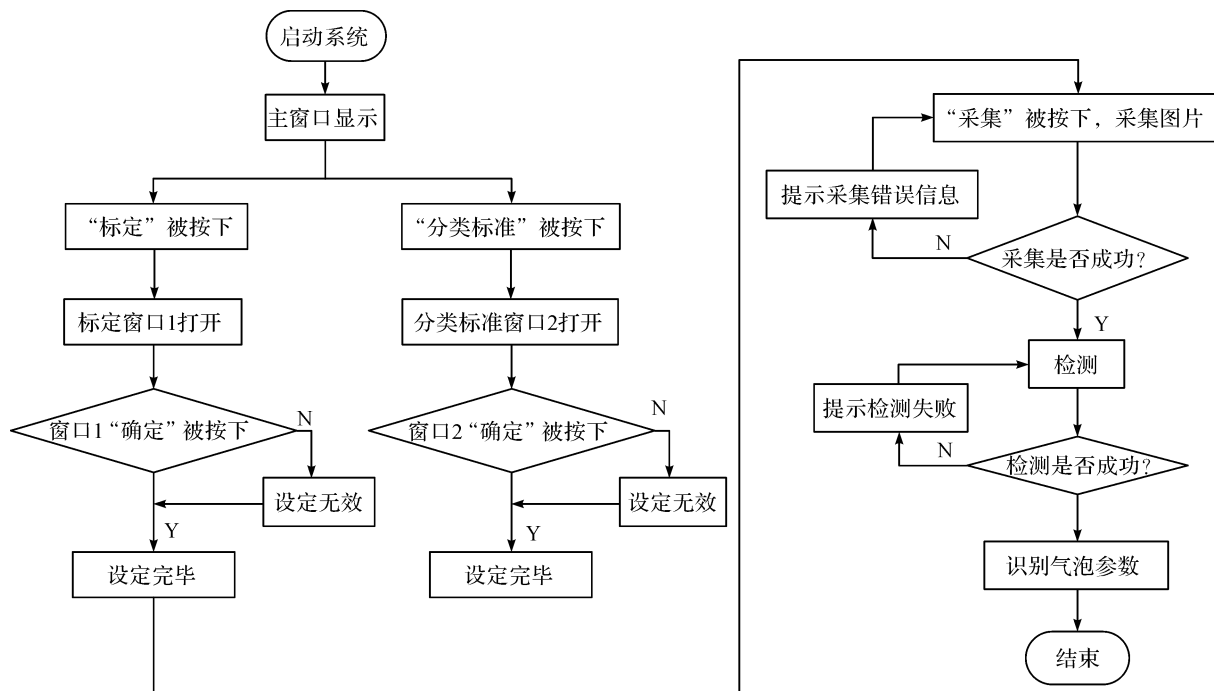 启动系统
主窗口显示
“标定”被按下
标定窗口1打开
窗口1“确定”被按下
N
设定无效
Y
设定完毕
“分类标准”被按下
分类标准窗口2打开
窗口2“确定”被按下
N
设定无效
Y
设定完毕
“采集”被按下，采集图片
提示采集错误信息
N
采集是否成功?
Y
检测
提示检测失败
N
检测是否成功?
识别气泡参数
结束